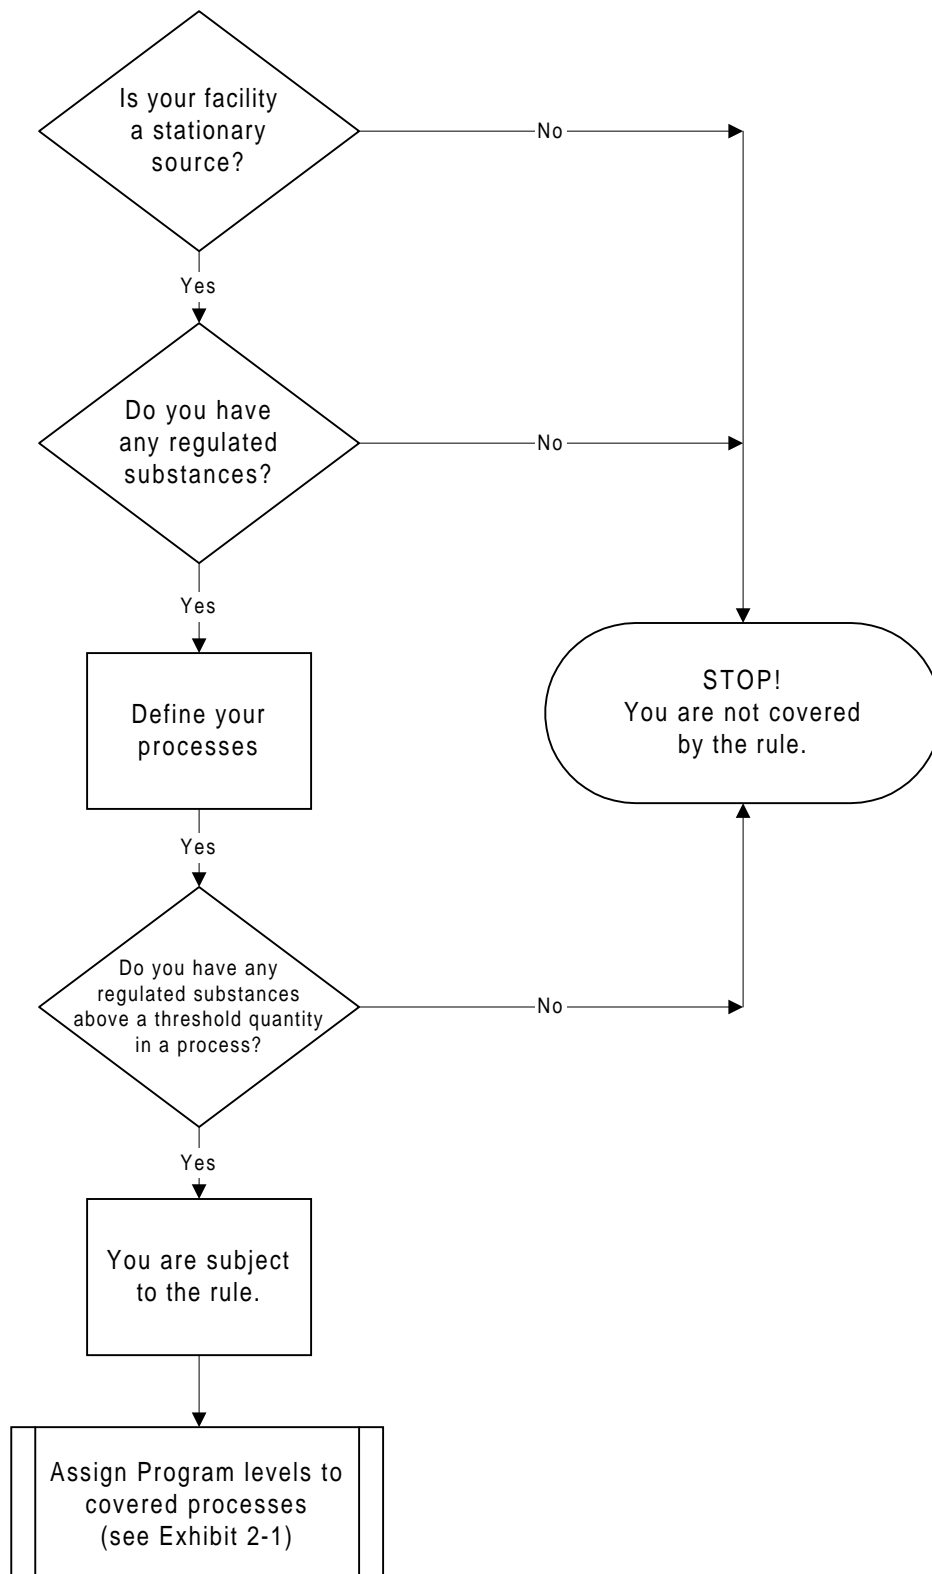 Is your facility
a stationary
source?
No
Yes
Do you have
any regulated
substances?
No
Yes
Define your
processes
STOP!
You are not covered
by the rule.
Yes
Do you have any
regulated substances
above a threshold quantity
in a process?
No
Yes
You are subject
to the rule.
Assign Program levels to
covered processes
(see Exhibit 2-1)